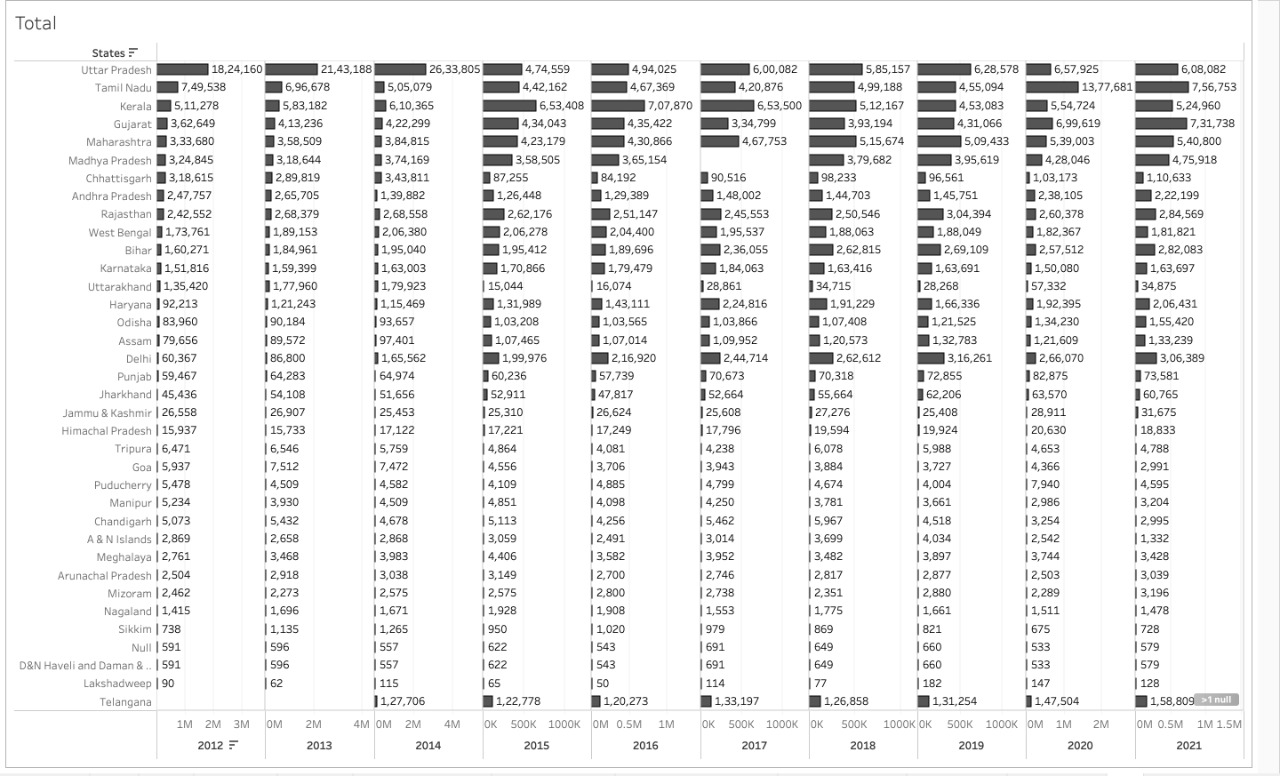 Total
States
Uttar Pradesh 18,24,160 21,43,188 26,33,805 4,74,559 4,94,025 6,00,082 5,85,157 6,28,578 6,57,925 6,08,082
Tamil Nadu 7,49,538 6,96,678 5,05,079 4,42,162 4,67,369 4,20,876 4,99,188 4,55,094 13,77,681 7,56,753
Kerala 5,11,278 5,83,182 6,10,365 6,53,408 7,07,870 6,53,500 5,12,167 4,53,083 5,54,724 5,24,960
Gujarat 3,62,649 4,13,236 4,22,299 4,34,043 4,35,422 3,34,799 3,93,194 4,31,066 6,99,619 7,31,738
Maharashtra 3,33,680 3,58,509 3,84,815 4,23,179 4,30,866 4,67,753 5,15,674 5,09,433 5,39,003 5,40,800
Madhya Pradesh 3,24,845 3,18,644 3,74,169 3,58,505 3,65,154 3,79,682 3,95,619 4,28,046 4,75,918
Chhattisgarh 3,18,615 2,89,819 3,43,811 87,255 84,192 90,516 98,233 96,561 1,03,173 1,10,633
Andhra Pradesh 2,47,757 2,65,705 1,39,882 1,26,448 1,29,389 1,48,002 1,44,703 1,45,751 2,38,105 2,22,199
Rajasthan 2,42,552 2,68,379 2,68,558 2,62,176 2,51,147 2,45,553 2,50,546 3,04,394 2,60,378 2,84,569
West Bengal 1,73,761 1,89,153 2,06,380 2,06,278 2,04,400 1,95,537 1,88,063 1,88,049 1,82,367 1,81,821
Bihar 1,60,271 1,84,961 1,95,040 1,95,412 1,89,696 2,36,055 2,62,815 2,69,109 2,57,512 2,82,083
Karnataka 1,51,816 1,59,399 1,63,003 1,70,866 1,79,479 1,84,063 1,63,416 1,63,691 1,50,080 1,63,697
Uttarakhand 1,35,420 1,77,960 1,79,923 15,044 16,074 28,861 34,715 28,268 57,332 34,875
Haryana 92,213 1,21,243 1,15,469 1,31,989 1,43,111 2,24,816 1,91,229 1,66,336 1,92,395 2,06,431
Odisha 83,960 90,184 93,657 1,03,208 1,03,565 1,03,866 1,07,408 1,21,525 1,34,230 1,55,420
Assam 79,656 89,572 97,401 1,07,465 1,07,014 1,09,952 1,20,573 1,32,783 1,21,609 1,33,239
Delhi 60,367 86,800 1,65,562 1,99,976 2,16,920 2,44,714 2,62,612 3,16,261 2,66,070 3,06,389
Punjab 59,467 64,283 64,974 60,236 57,739 70,673 70,318 72,855 82,875 73,581
Jharkhand 45,436 54,108 51,656 52,911 47,817 52,664 55,664 62,206 63,570 60,765
Jammu & Kashmir 26,558 26,907 25,453 25,310 26,624 25,608 27,276 25,408 28,911 31,675
Himachal Pradesh 15,937 15,733 17,122 17,221 17,249 17,796 19,594 19,924 20,630 18,833
Tripura 6,471 6,546 5,759 4,864 4,081 4,238 6,078 5,988 4,653 4,788
Goa 5,937 7,512 7,472 4,556 3,706 3,943 3,884 3,727 4,366 2,991
Puducherry 5,478 4,509 4,582 4,109 4,885 4,799 4,674 4,004 7,940 4,595
Manipur 5,234 3,930 4,509 4,851 4,098 4,250 3,781 3,661 2,986 3,204
Chandigarh 5,073 5,432 4,678 5,113 4,256 5,462 5,967 4,518 3,254 2,995
A & N Islands 2,869 2,658 2,868 3,059 2,491 3,014 3,699 4,034 2,542 1,332
Meghalaya 2,761 3,468 3,983 4,406 3,582 3,952 3,482 3,897 3,744 3,428
Arunachal Pradesh 2,504 2,918 3,038 3,149 2,700 2,746 2,817 2,877 2,503 3,039
Mizoram 2,462 2,273 2,575 2,575 2,800 2,738 2,351 2,880 2,289 3,196
Nagaland 1,415 1,696 1,671 1,928 1,908 1,553 1,775 1,661 1,511 1,478
Sikkim 738 1,135 1,265 950 1,020 979 869 821 675 728
Null 591 596 557 622 543 691 649 660 533 579
D&N Haveli and Daman & .. 591 596 557 622 543 691 649 660 533 579
Lakshadweep 90 62 115 65 50 114 77 182 147 128
Telangana 1,27,706 1,22,778 1,20,273 1,33,197 1,26,858 1,31,254 1,47,504 1,58,809 >1 null
1M 2M 3M 0M 2M 4M 0M 2M 4M 0K 500K 1000K 0M 0.5M 1M 0K 500K 1000K 0K 500K 1000K 0K 500K 1000K 0M 1M 2M 0M 0.5M 1M 1.5M
2012 2013 2014 2015 2016 2017 2018 2019 2020 2021